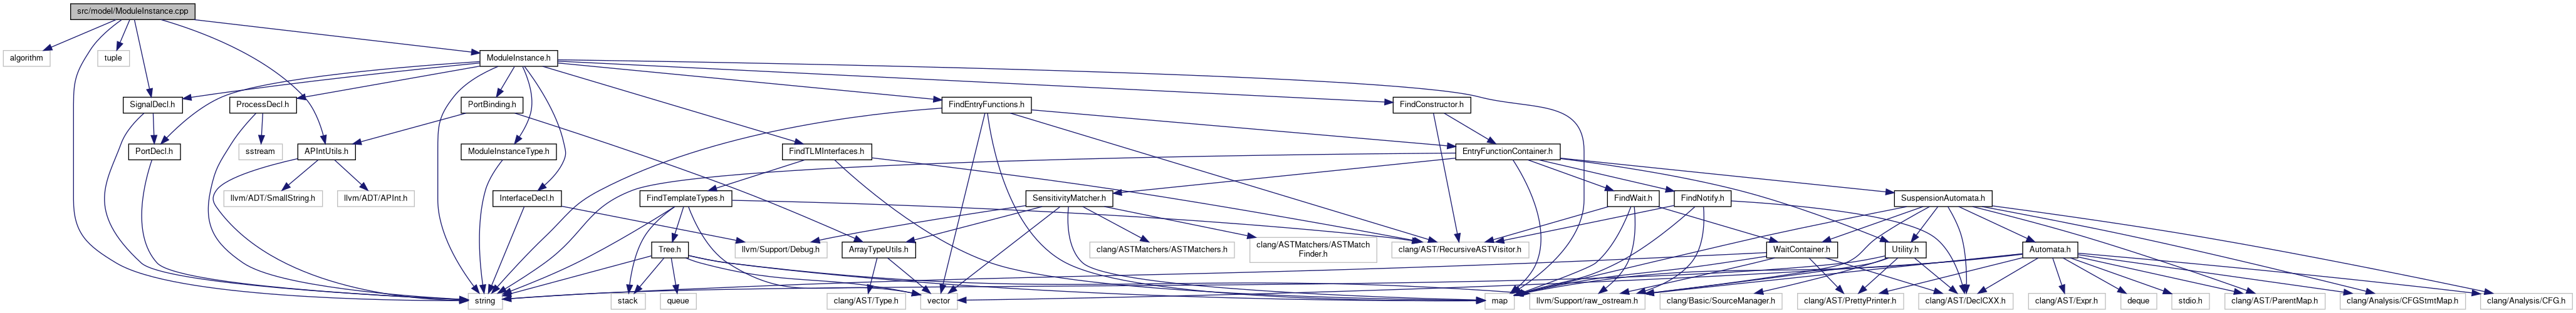 src/model/ModuleInstance.cpp
algorithm
tuple
ModuleInstance.h
SignalDecl.h
ProcessDecl.h
PortBinding.h
FindEntryFunctions.h
FindConstructor.h
PortDecl.h
sstream
APIntUtils.h
ModuleInstanceType.h
FindTLMInterfaces.h
EntryFunctionContainer.h
llvm/ADT/SmallString.h
llvm/ADT/APInt.h
InterfaceDecl.h
FindTemplateTypes.h
SensitivityMatcher.h
FindWait.h
FindNotify.h
SuspensionAutomata.h
Tree.h
llvm/Support/Debug.h
ArrayTypeUtils.h
clang/ASTMatchers/ASTMatchers.h
clang/ASTMatchers/ASTMatch
Finder.h
clang/AST/RecursiveASTVisitor.h
WaitContainer.h
Utility.h
Automata.h
string
stack
queue
clang/AST/Type.h
vector
map
llvm/Support/raw_ostream.h
clang/Basic/SourceManager.h
clang/AST/PrettyPrinter.h
clang/AST/DeclCXX.h
clang/AST/Expr.h
deque
stdio.h
clang/AST/ParentMap.h
clang/Analysis/CFGStmtMap.h
clang/Analysis/CFG.h